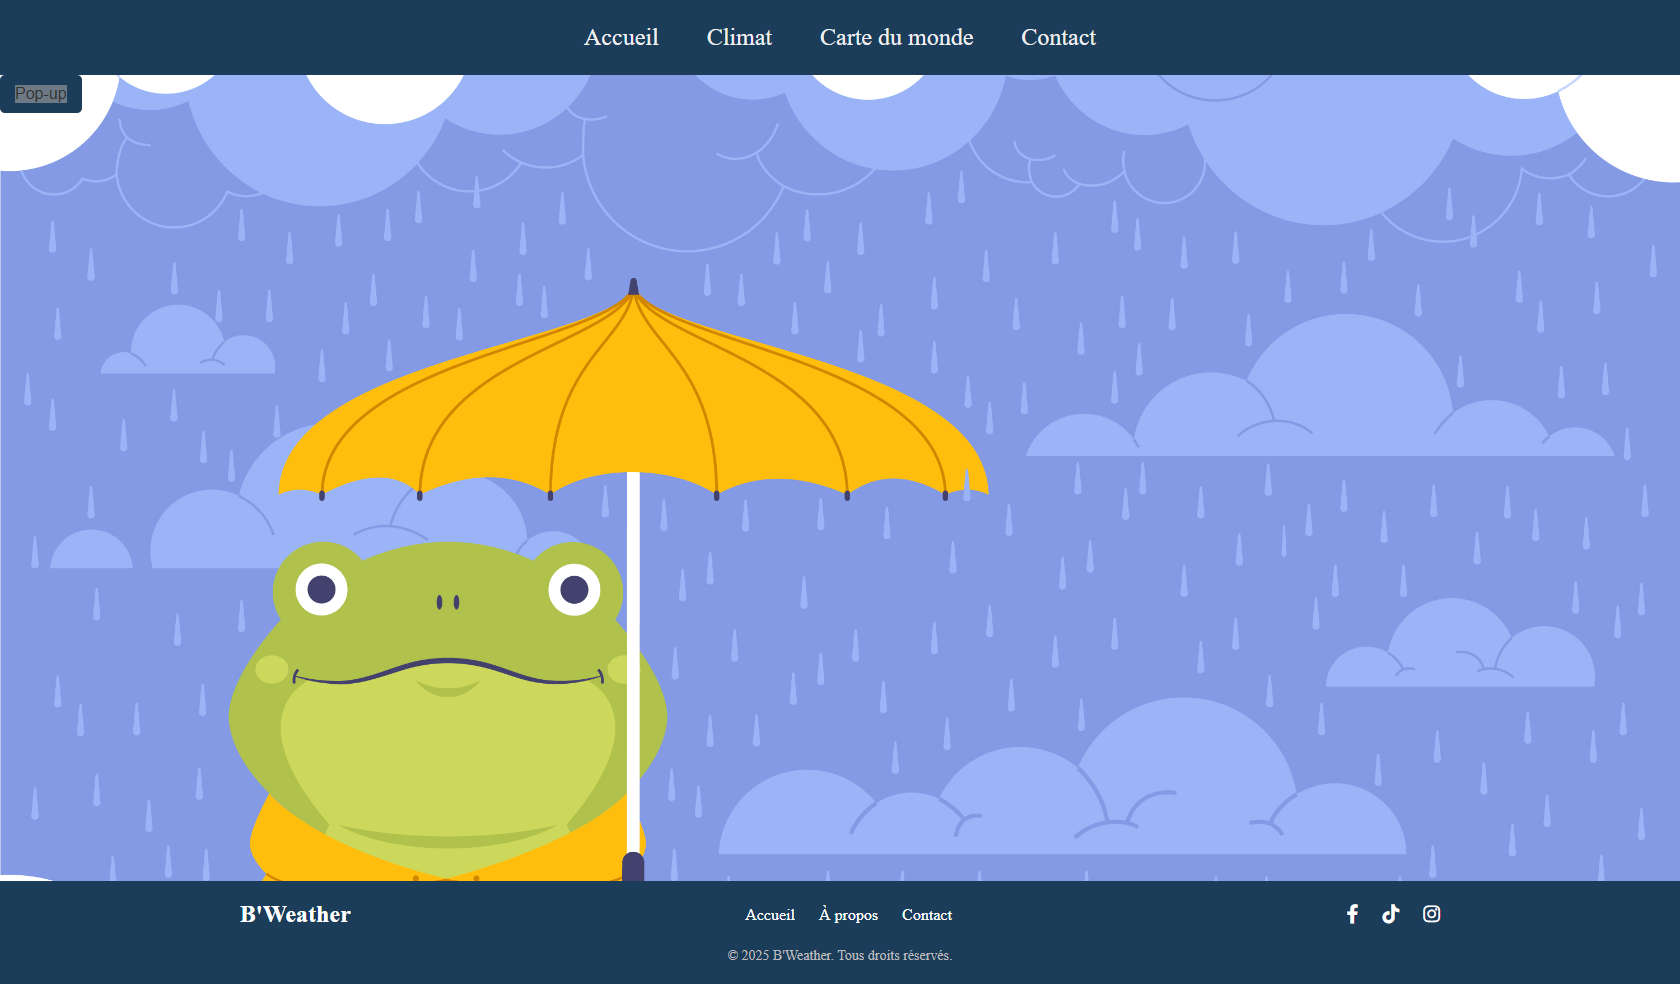 Accueil Climat Carte du monde Contact
Pop-up
B'Weather Accueil À propos Contact
© 2025 B'Weather. Tous droits réservés.